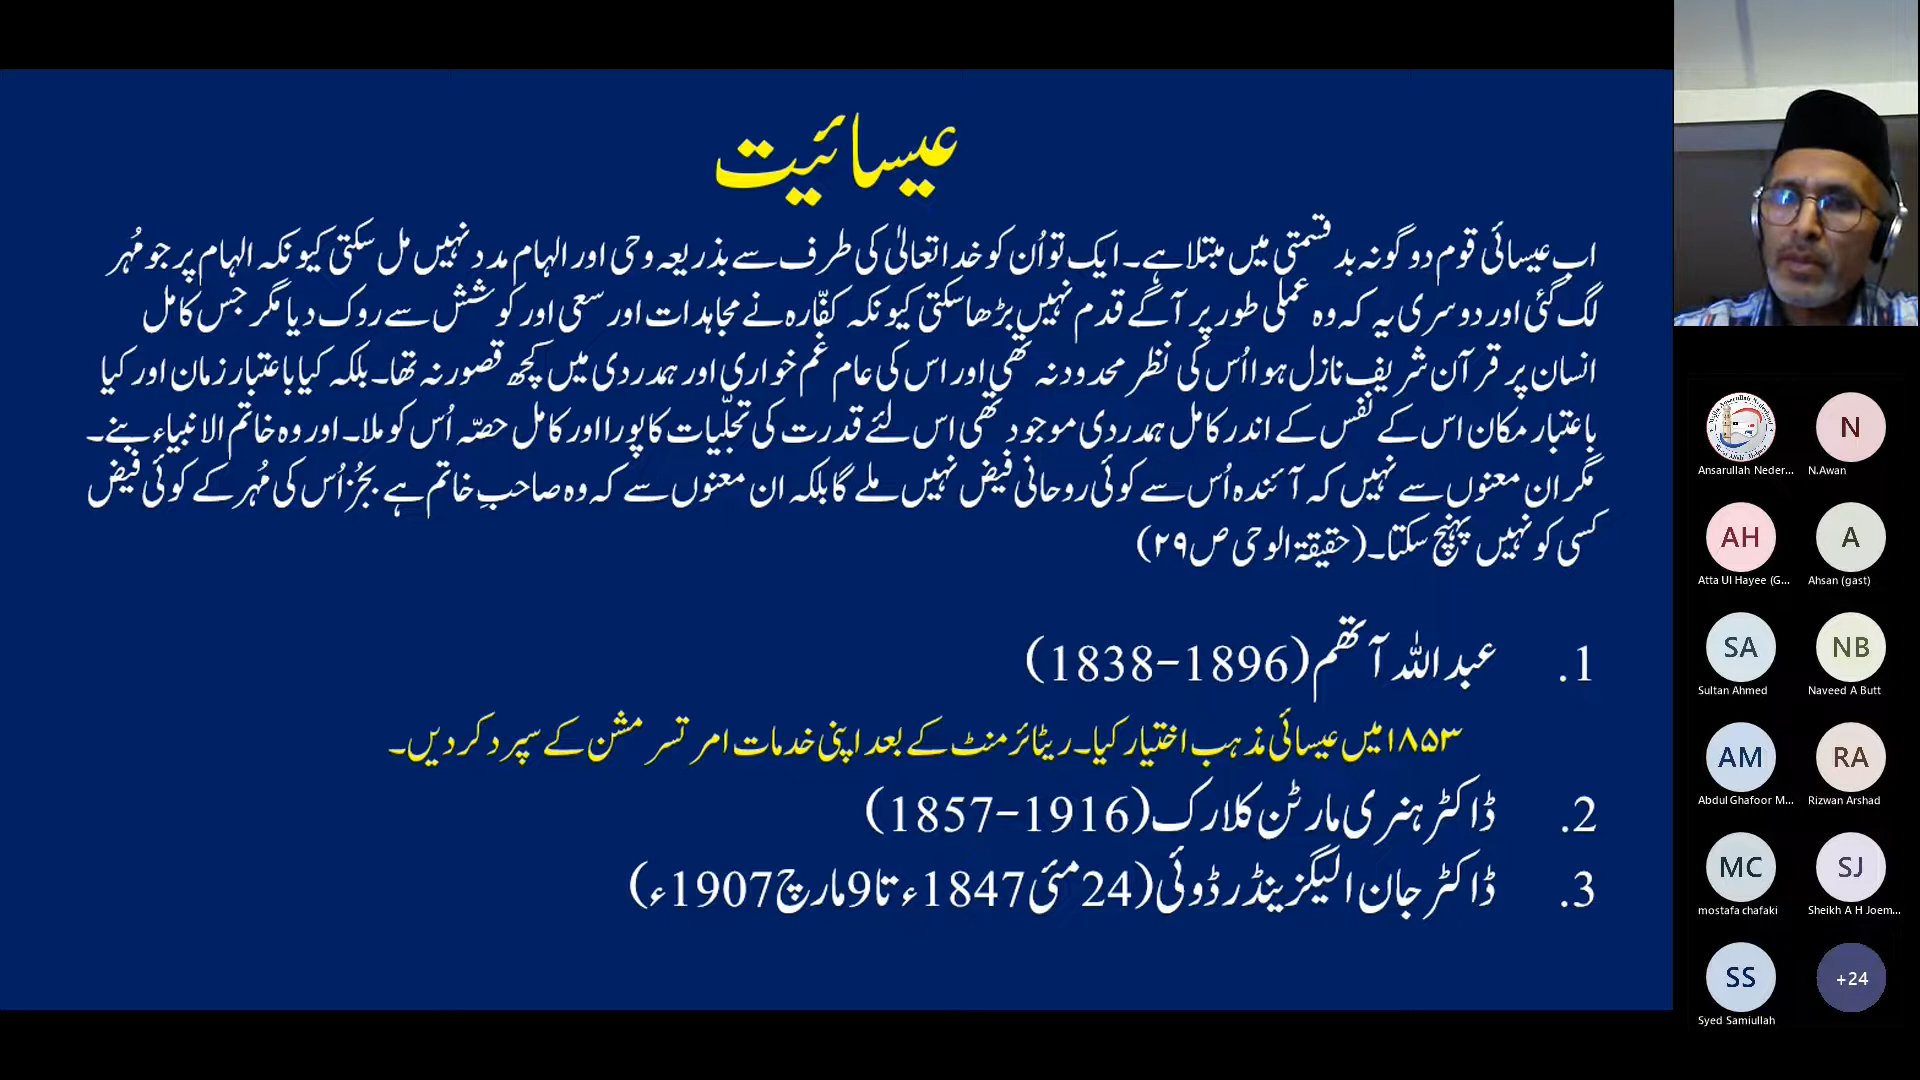 عیسائیت
اب عیسائی قوم دو گونہ بد قسمتی میں مبتلا ہے۔ ایک تو اُن کو خدا تعالیٰ کی طرف سے بذریعہ وحی اور الہام مدد نہیں مل سکتی کیونکہ الہام پر جو مُہر
لگ گئی اور دوسری یہ کہ وہ عملی طور پر آگے قدم نہیں بڑھا سکتی کیونکہ کفّارہ نے مجاہدات اور سعی اور کوشش سے روک دیا مگر جس کامل
انسان پر قرآن شریف نازل ہوا اُس کی نظر محدود نہ تھی اور اس کی عام غم خواری اور ہمدردی میں کچھ قصور نہ تھا۔ بلکہ کیا باعتبار زمان اور کیا
باعتبار مکان اس کے نفس کے اندر کامل ہمدردی موجود تھی اس لئے قدرت کی تجلّیات کا پورا اور کامل حصّہ اُس کو ملا۔ اور وہ خاتم الانبیاء بنے۔
مگر ان معنوں سے نہیں کہ آئندہ اُس سے کوئی روحانی فیض نہیں ملے گا بلکہ ان معنوں سے کہ وہ صاحبِ خاتم ہے بجُز اُس کی مُہر کے کوئی فیض
کسی کو نہیں پہنچ سکتا۔ (حقیقۃ الوحی ص ۲۹)
1. عبد اللہ آتھم (1838-1896)
۱۸۵۳ میں عیسائی مذہب اختیار کیا۔ ریٹائرمنٹ کے بعد اپنی خدمات امرتسر مشن کے سپرد کر دیں۔
2. ڈاکٹر ہنری مارٹن کلارک (1857-1916)
3. ڈاکٹر جان الیگزینڈر ڈوئی (24 مئی 1847ء تا 9 مارچ 1907ء)
Ansarullah Neder...
N
N.Awan
AH
Atta Ul Hayee (G...
A
Ahsan (gast)
SA
Sultan Ahmed
NB
Naveed A Butt
AM
Abdul Ghafoor M...
RA
Rizwan Arshad
MC
mostafa chafaki
SJ
Sheikh A H Joem...
SS
Syed Samiullah
+24